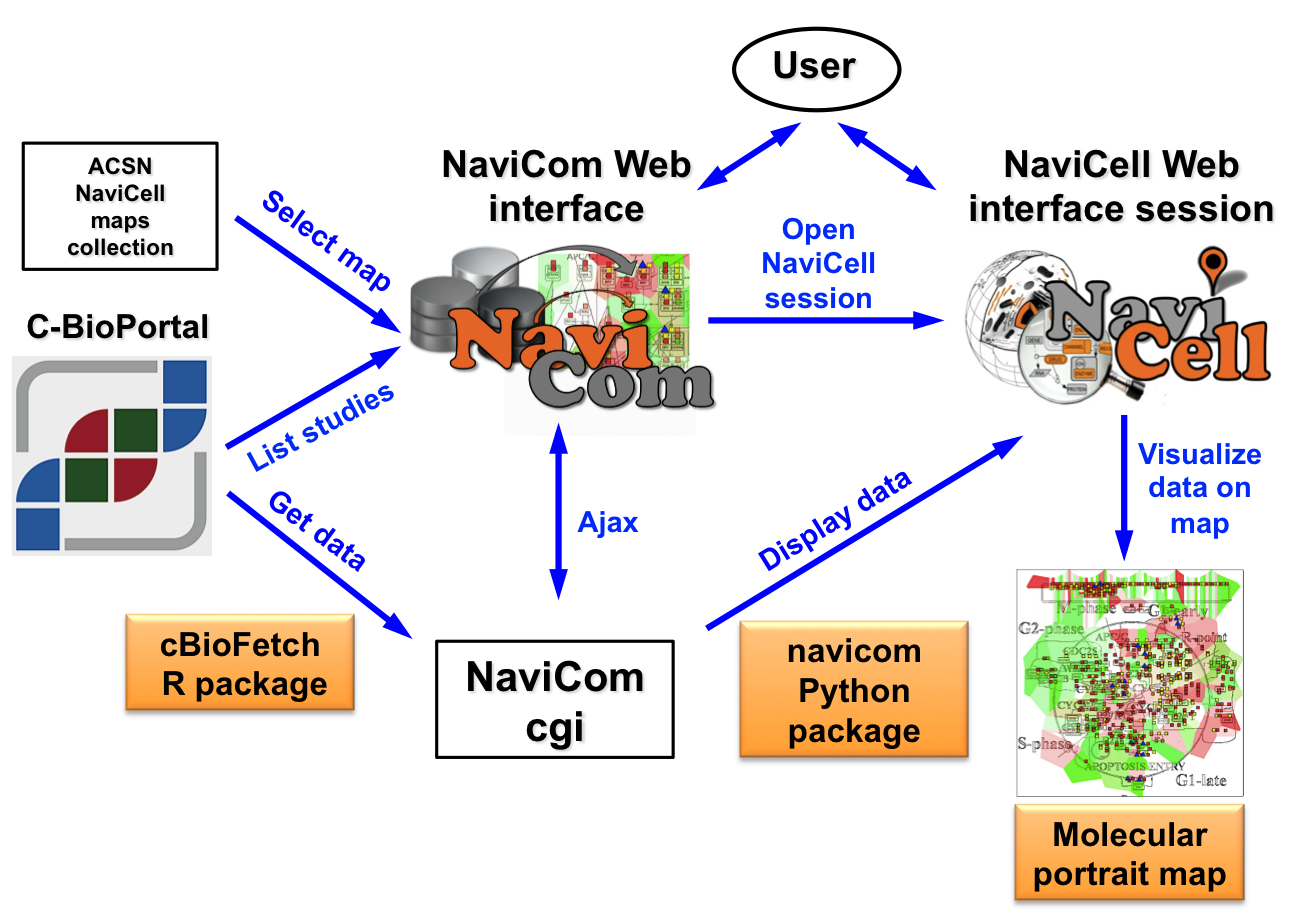 User
NaviCom Web
interface
NaviCell Web
interface session
ACSN
NaviCell
maps
collection
Select map
Open
NaviCell
session
C-BioPortal
Navi
Com
Navi
Cell
List studies
Get data
Ajax
Display data
Visualize
data on
map
cBioFetch
R package
NaviCom
cgi
navicom
Python
package
M-phase
G1-early
G2-phase
R-point
S-phase
APOPTOSIS ENTRY
G1-late
Molecular
portrait map